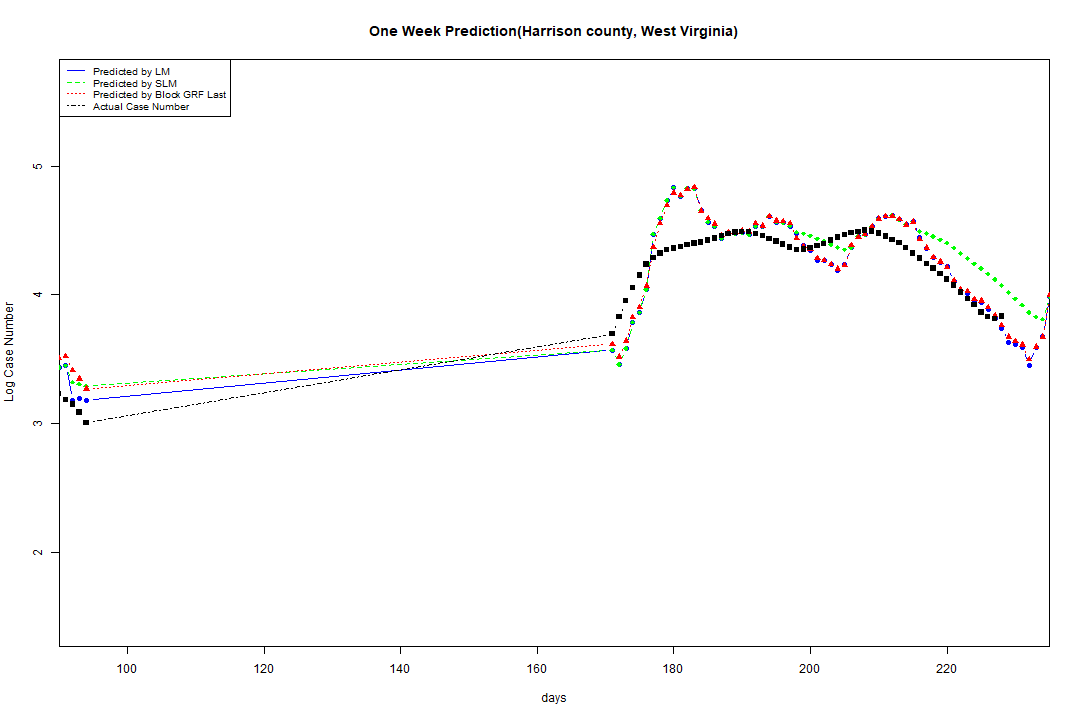 One Week Prediction(Harrison county, West Virginia)
Predicted by LM
Predicted by SLM
Predicted by Block GRF Last
Actual Case Number
5
4
3
2
Log Case Number
100 120 140 160 180 200 220
days